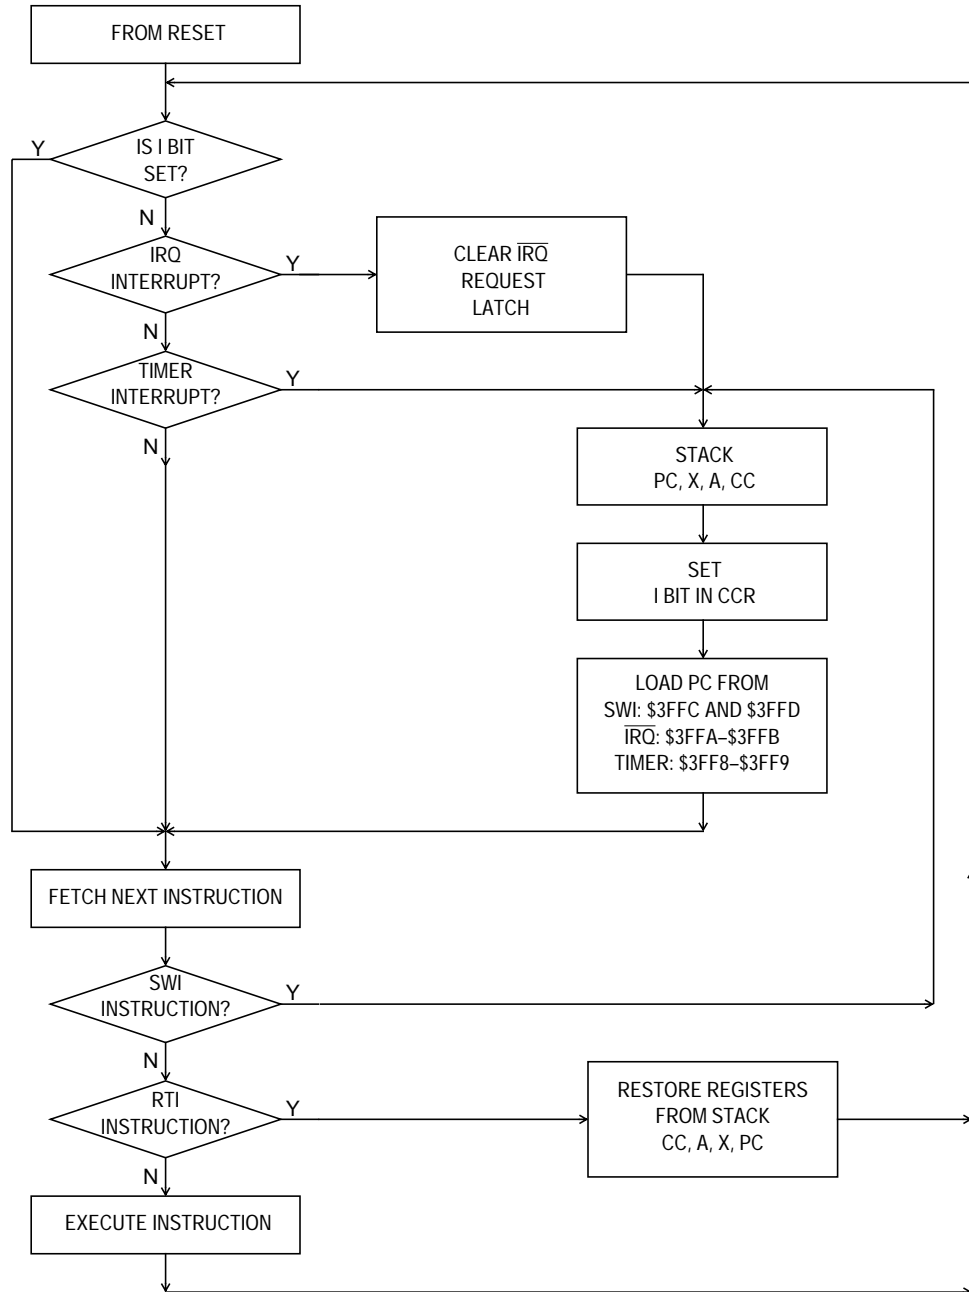 FROM RESET
Y
IS I BIT
SET?
N
IRQ
INTERRUPT?
Y
CLEAR I̅R̅Q̅
REQUEST
LATCH
N
TIMER
INTERRUPT?
Y
N
STACK
PC, X, A, CC
SET
I BIT IN CCR
LOAD PC FROM
SWI: $3FFC AND $3FFD
I̅R̅Q̅: $3FFA–$3FFB
TIMER: $3FF8–$3FF9
FETCH NEXT INSTRUCTION
SWI
INSTRUCTION?
Y
N
RTI
INSTRUCTION?
Y
RESTORE REGISTERS
FROM STACK
CC, A, X, PC
N
EXECUTE INSTRUCTION